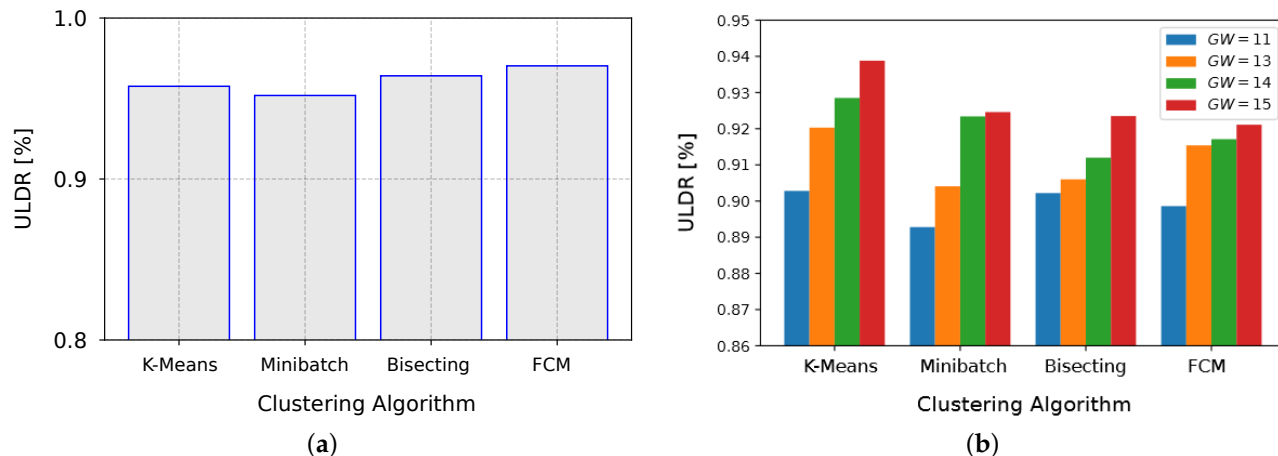 1.0
0.9
0.8
ULDR [%]
K-Means Minibatch Bisecting FCM
Clustering Algorithm
(a)
0.95
0.94
0.93
0.92
0.91
0.90
0.89
0.88
0.87
0.86
ULDR [%]
GW = 11
GW = 13
GW = 14
GW = 15
K-Means Minibatch Bisecting FCM
Clustering Algorithm
(b)